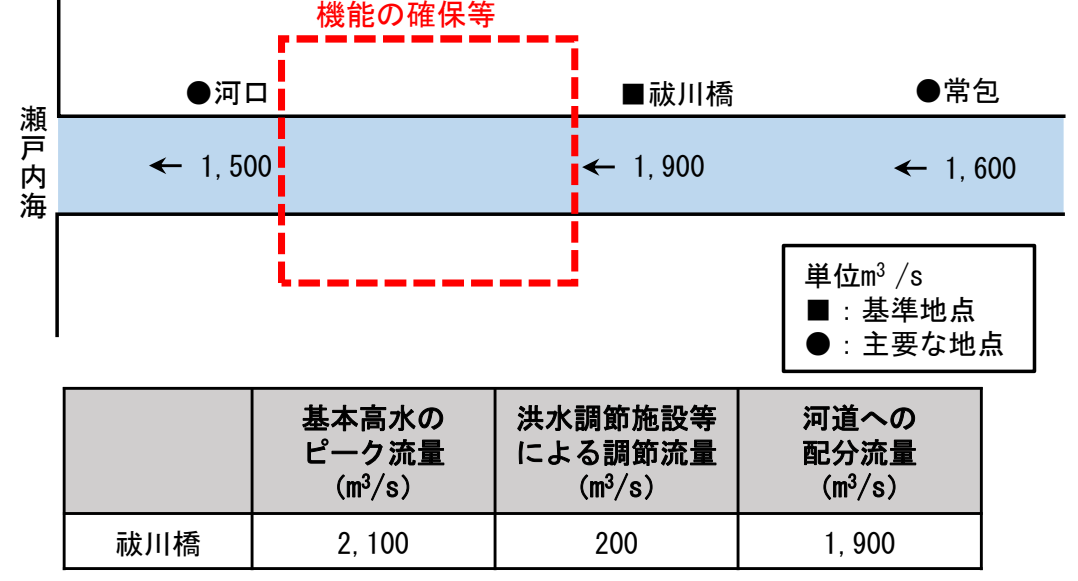 機能の確保等
●河口
■祓川橋
●常包
瀬戸内海
← 1,500
← 1,900
← 1,600
単位m³/s
■：基準地点
●：主要な地点
基本高水の
ピーク流量
(m³/s)
洪水調節施設等
による調節流量
(m³/s)
河道への
配分流量
(m³/s)
祓川橋
2,100
200
1,900